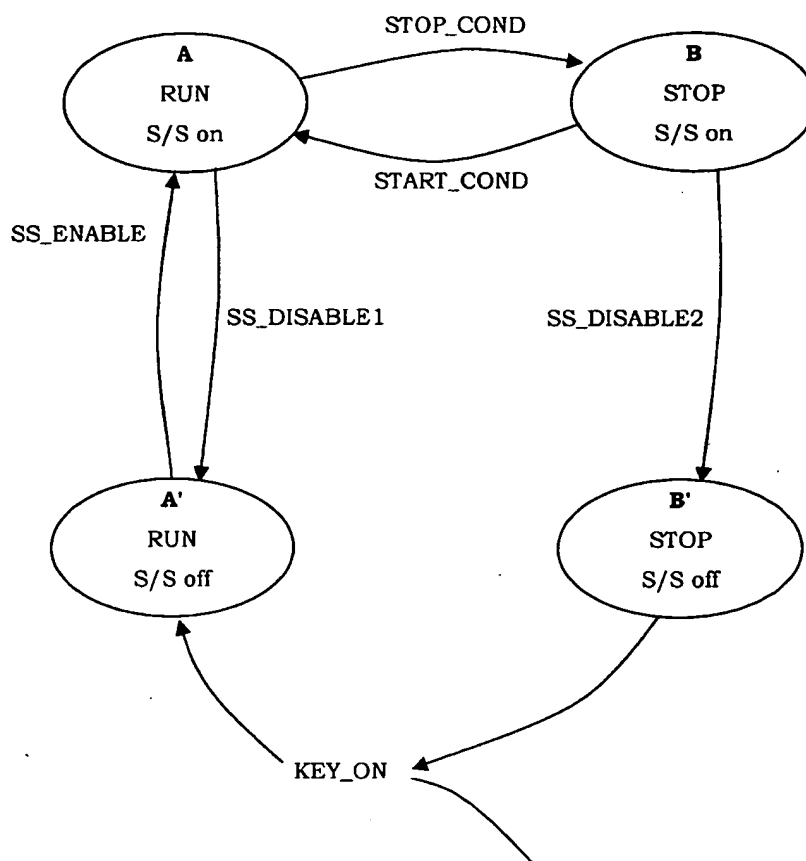 STOP_COND
A
RUN
S/S on
B
STOP
S/S on
START_COND
SS_ENABLE
SS_DISABLE1
SS_DISABLE2
A'
RUN
S/S off
B'
STOP
S/S off
KEY_ON